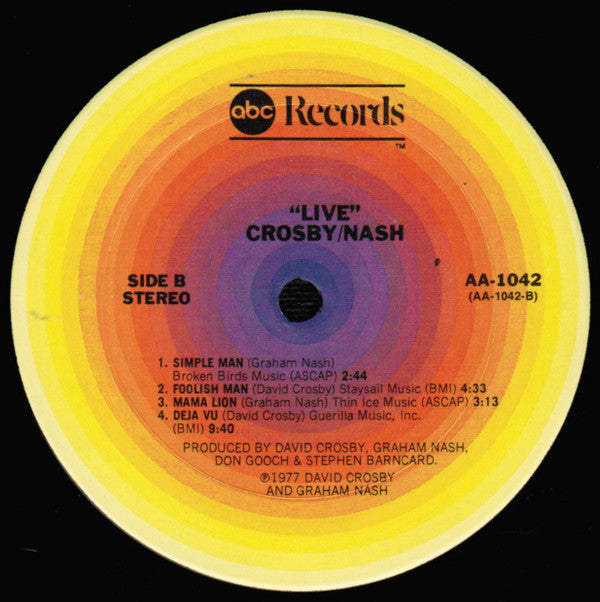 abc Records
TM
"LIVE"
CROSBY/NASH
SIDE B
STEREO
AA-1042
(AA-1042-B)
1. SIMPLE MAN (Graham Nash)
Broken Birds Music (ASCAP) 2:44
2. FOOLISH MAN (David Crosby) Staysail Music (BMI) 4:33
3. MAMA LION (Graham Nash) Thin Ice Music (ASCAP) 3:13
4. DEJA VU (David Crosby) Guerilla Music, Inc.
(BMI) 9:40
PRODUCED BY DAVID CROSBY, GRAHAM NASH,
DON GOOCH & STEPHEN BARNCARD.
℗1977 DAVID CROSBY
AND GRAHAM NASH